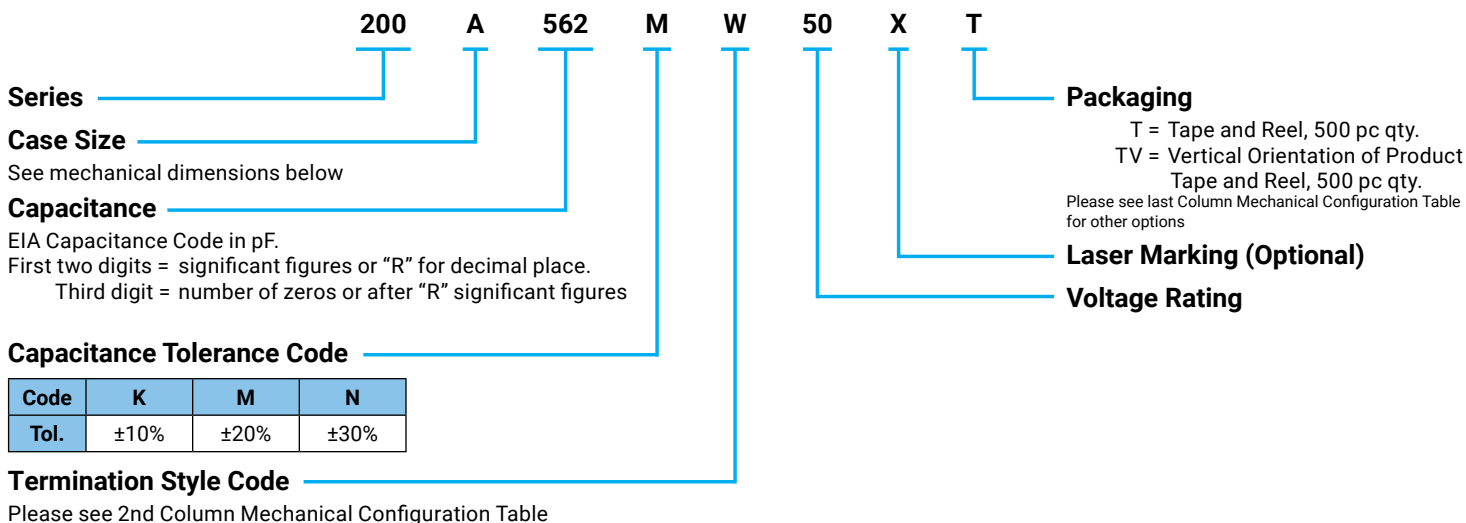 200 A 562 M W 50 X T
Series
Case Size
See mechanical dimensions below
Capacitance
EIA Capacitance Code in pF.
First two digits = significant figures or “R” for decimal place.
Third digit = number of zeros or after “R” significant figures
Capacitance Tolerance Code
Code K M N
Tol. ±10% ±20% ±30%
Termination Style Code
Please see 2nd Column Mechanical Configuration Table
Packaging
T = Tape and Reel, 500 pc qty.
TV = Vertical Orientation of Product
Tape and Reel, 500 pc qty.
Please see last Column Mechanical Configuration Table
for other options
Laser Marking (Optional)
Voltage Rating